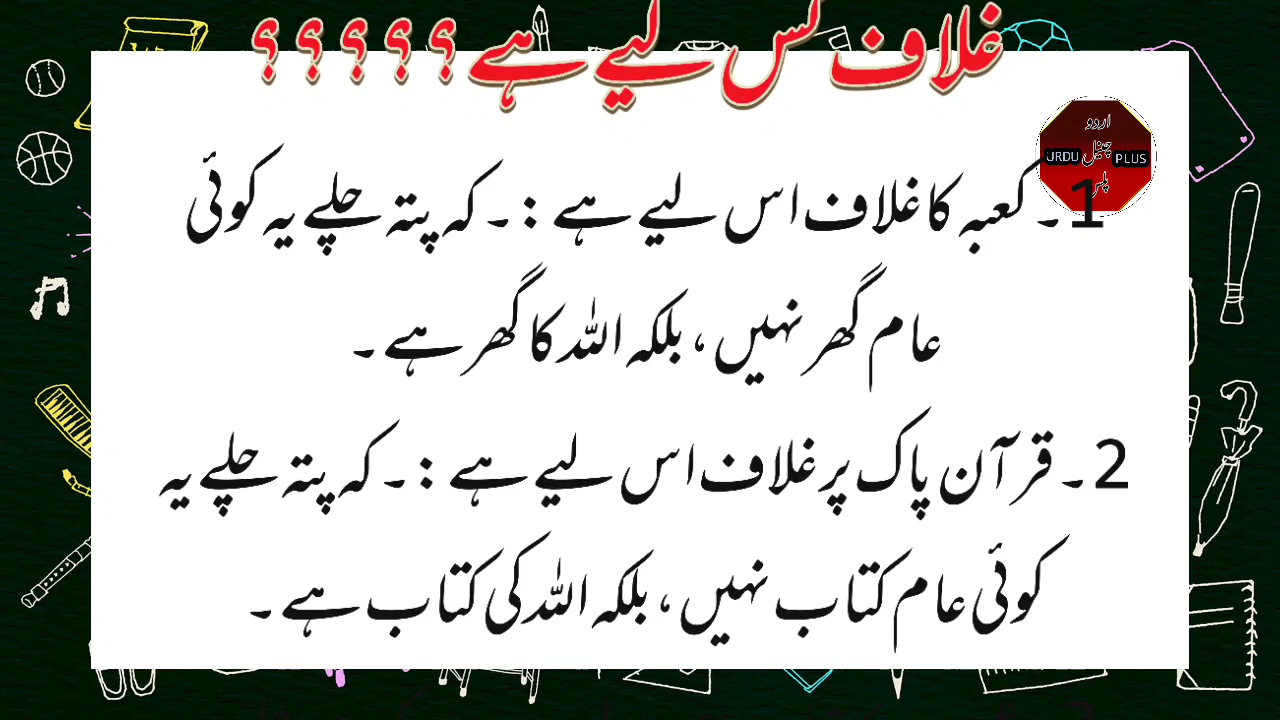 غلاف کس لیے ہے ؟؟؟؟؟
اردو
چینل
URDU PLUS
پلس
1۔ کعبہ کا غلاف اس لیے ہے :۔ کہ پتہ چلے یہ کوئی
عام گھر نہیں، بلکہ اللہ کا گھر ہے۔
2۔ قرآن پاک پر غلاف اس لیے ہے :۔ کہ پتہ چلے یہ
کوئی عام کتاب نہیں، بلکہ اللہ کی کتاب ہے۔